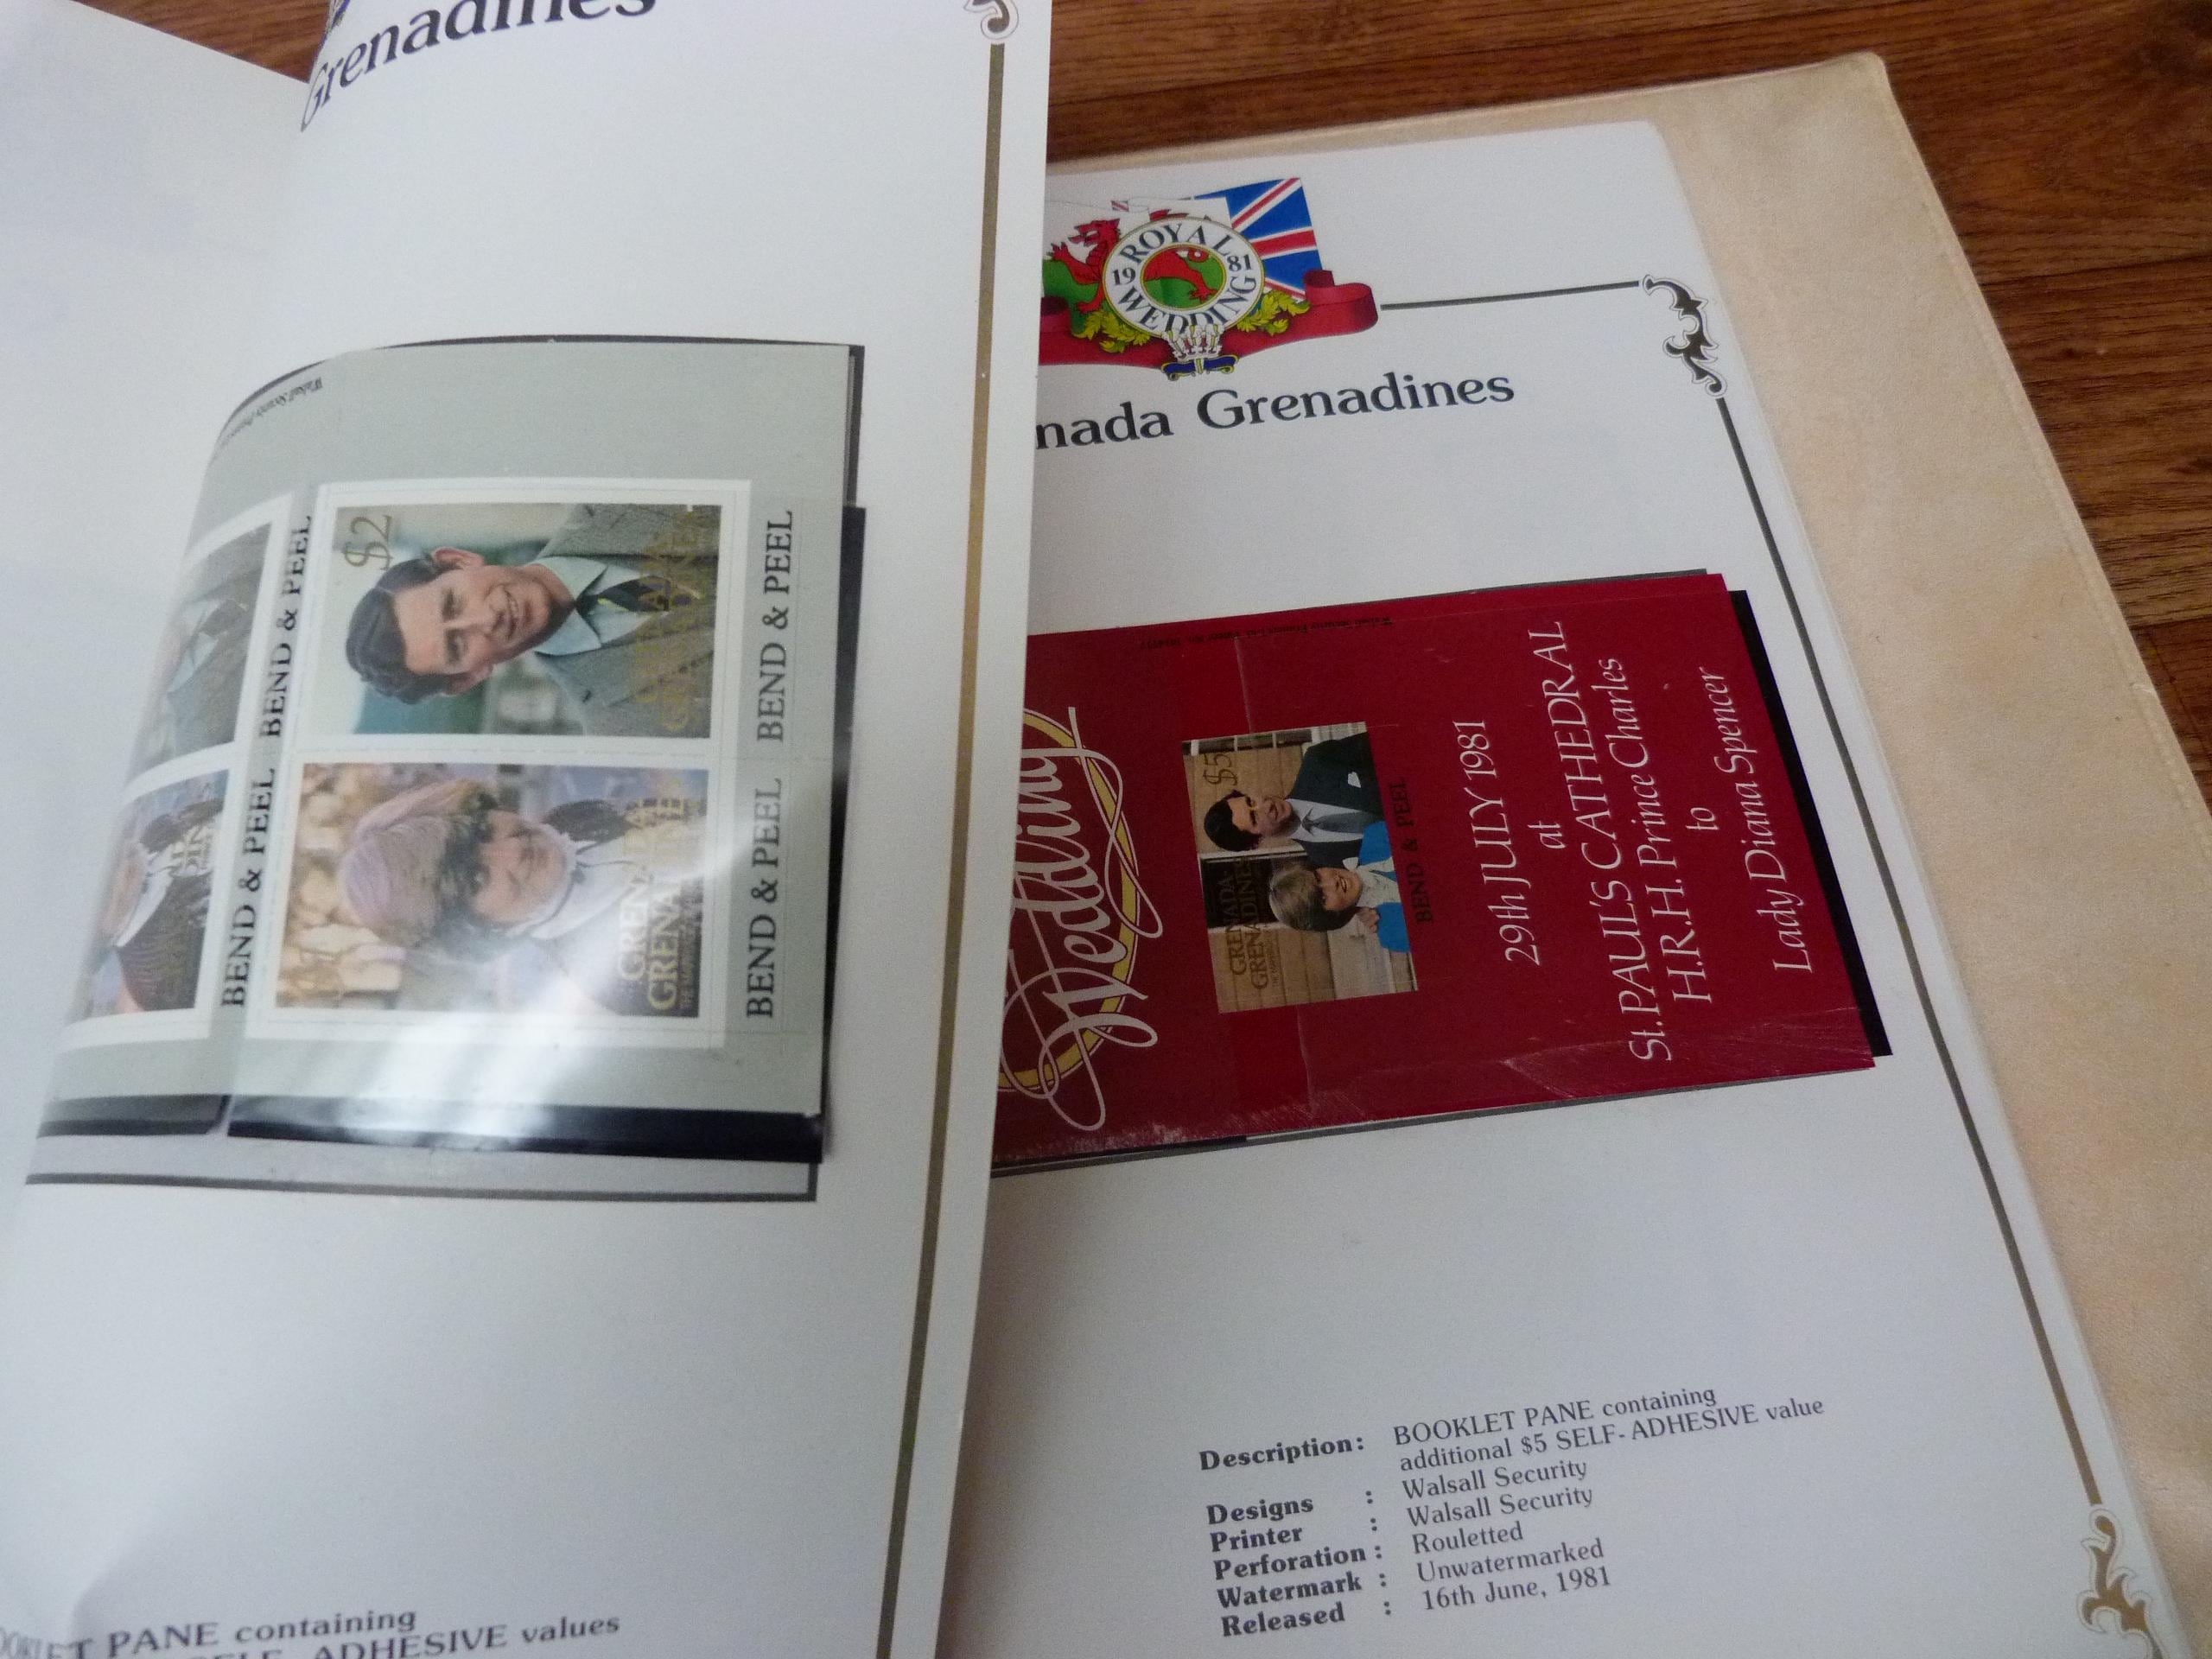 Grenadines
Walsall Security
BEND & PEEL
BEND & PEEL
$2
BEND & PEEL
BEND & PEEL
GRENADA
GRENADINES
PANE containing
SELF-ADHESIVE values
ROYAL
19 81
WEDDING
nada Grenadines
Wedding
$5
GRENADA-
GRENADINES
BEND & PEEL
29th JULY 1981
at
St. PAUL'S CATHEDRAL
H.R.H. Prince Charles
to
Lady Diana Spencer
Description: BOOKLET PANE containing
additional $5 SELF-ADHESIVE value
Designs : Walsall Security
Printer : Walsall Security
Perforation : Rouletted
Watermark : Unwatermarked
Released : 16th June, 1981